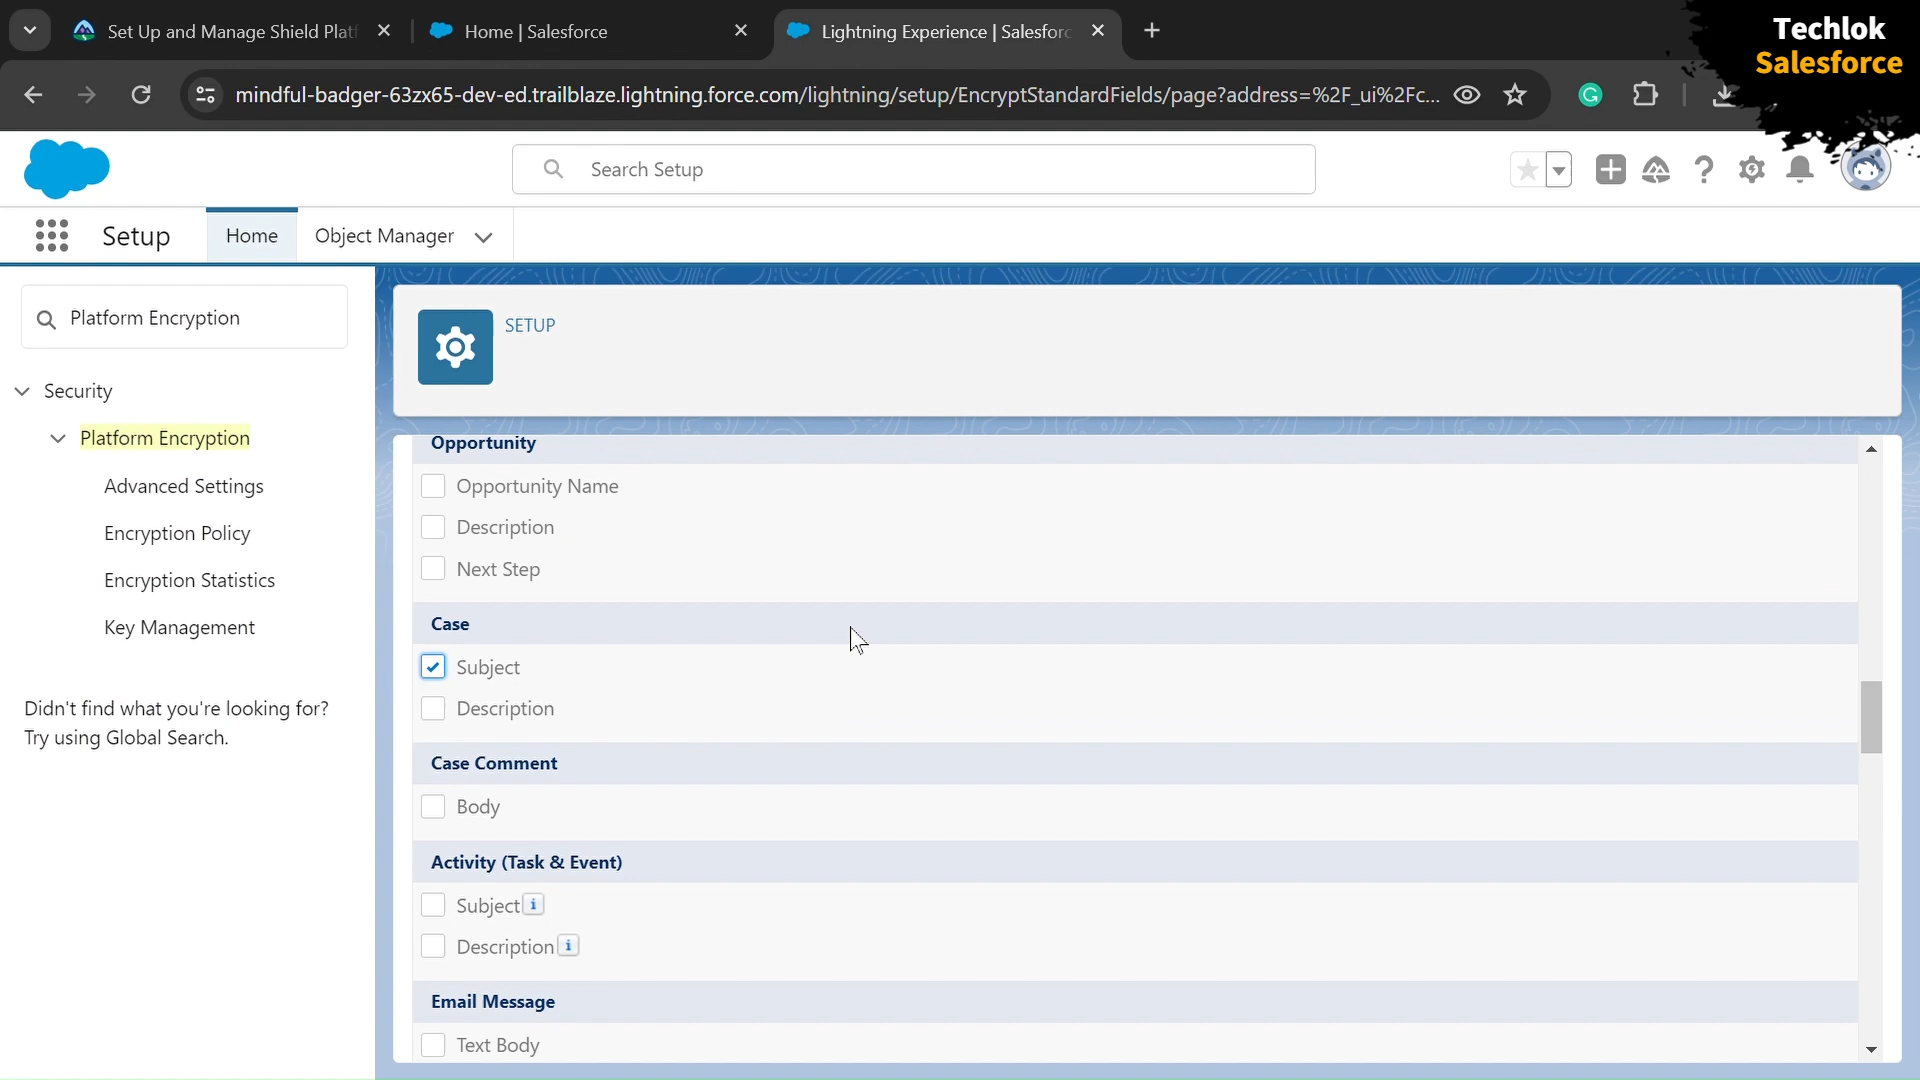 Set Up and Manage Shield Plat
Home | Salesforce
Lightning Experience | Salesforc
Techlok
Salesforce
mindful-badger-63zx65-dev-ed.trailblaze.lightning.force.com/lightning/setup/EncryptStandardFields/page?address=%2F_ui%2Fc...
Search Setup
Setup
Home
Object Manager
Platform Encryption
Security
Platform Encryption
Advanced Settings
Encryption Policy
Encryption Statistics
Key Management
Didn't find what you're looking for?
Try using Global Search.
SETUP
Opportunity
Opportunity Name
Description
Next Step
Case
Subject
Description
Case Comment
Body
Activity (Task & Event)
Subject
Description
Email Message
Text Body